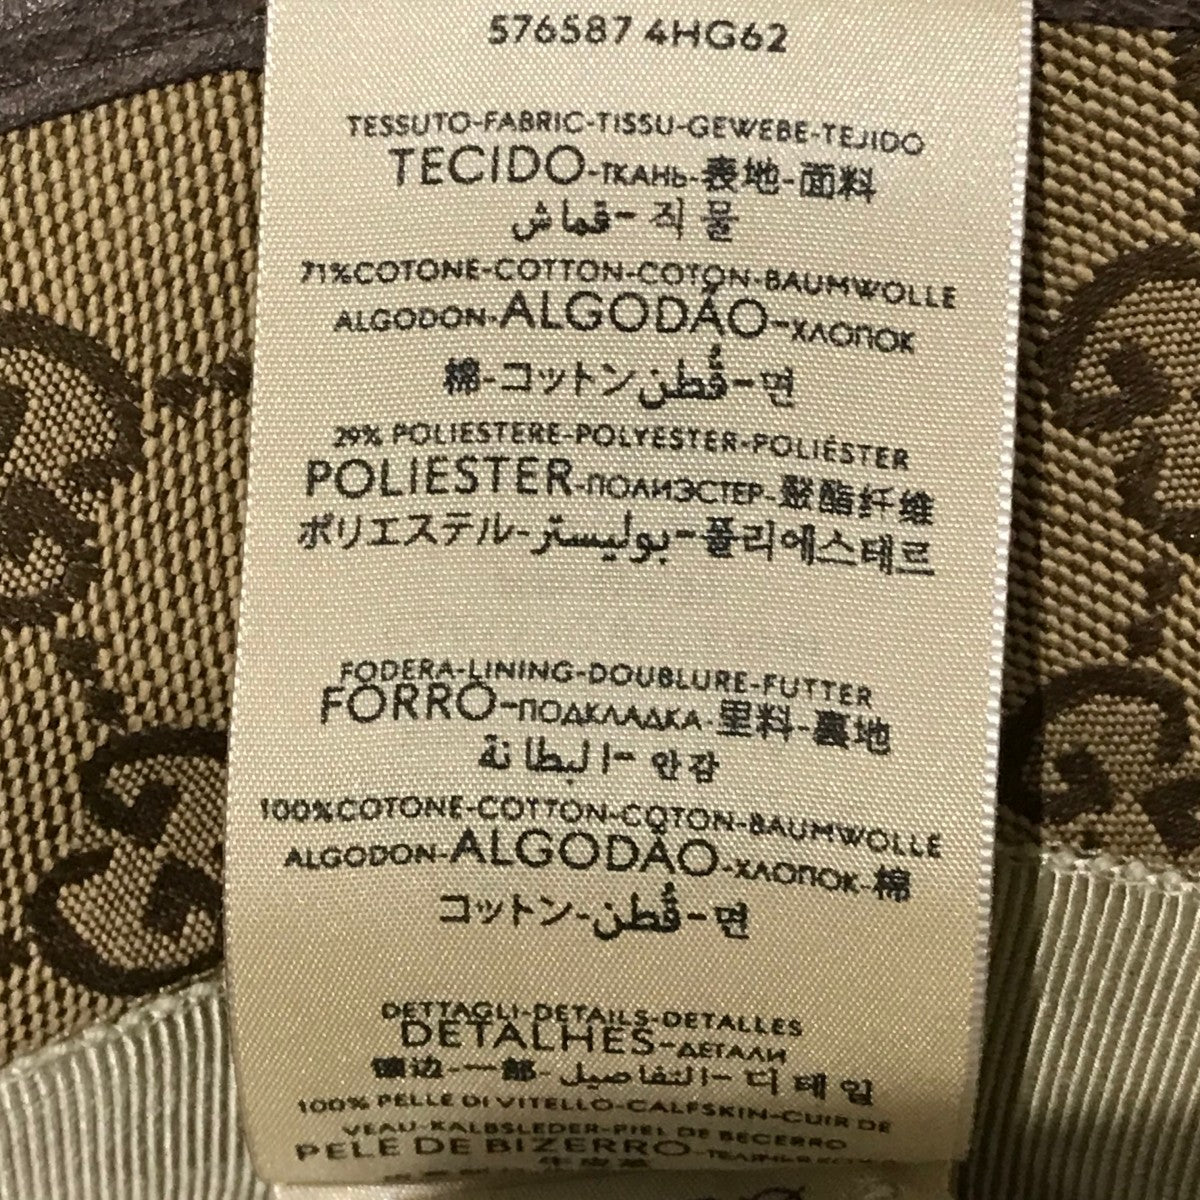 576587 4HG62
TESSUTO-FABRIC-TISSU-GEWEBE-TEJIDO
TECIDO-ТКАНЬ-表地-面料
قماش-직물
71%COTONE-COTTON-COTON-BAUMWOLLE
ALGODON-ALGODÃO-ХЛОПОК
棉-コットン-قُطن-면
29% POLIESTERE-POLYESTER-POLIÉSTER
POLIESTER-ПОЛИЭСТЕР-聚酯纤维
ポリエステル-بوليستر-폴리에스테르
FODERA-LINING-DOUBLURE-FUTTER
FORRO-ПОДКЛАДКА-里料-裏地
البطانة-안감
100%COTONE-COTTON-COTON-BAUMWOLLE
ALGODON-ALGODÃO-ХЛОПОК-棉
コットン-قُطن-면
DETTAGLI-DETAILS-DETALLES
DETALHES-ДЕТАЛИ
镶边-一部-التفاصيل-디테일
100% PELLE DI VITELLO-CALFSKIN-CUIR DE
VEAU-KALBSLEDER-PIEL DE BECERRO
PELE DE BIZERRO-